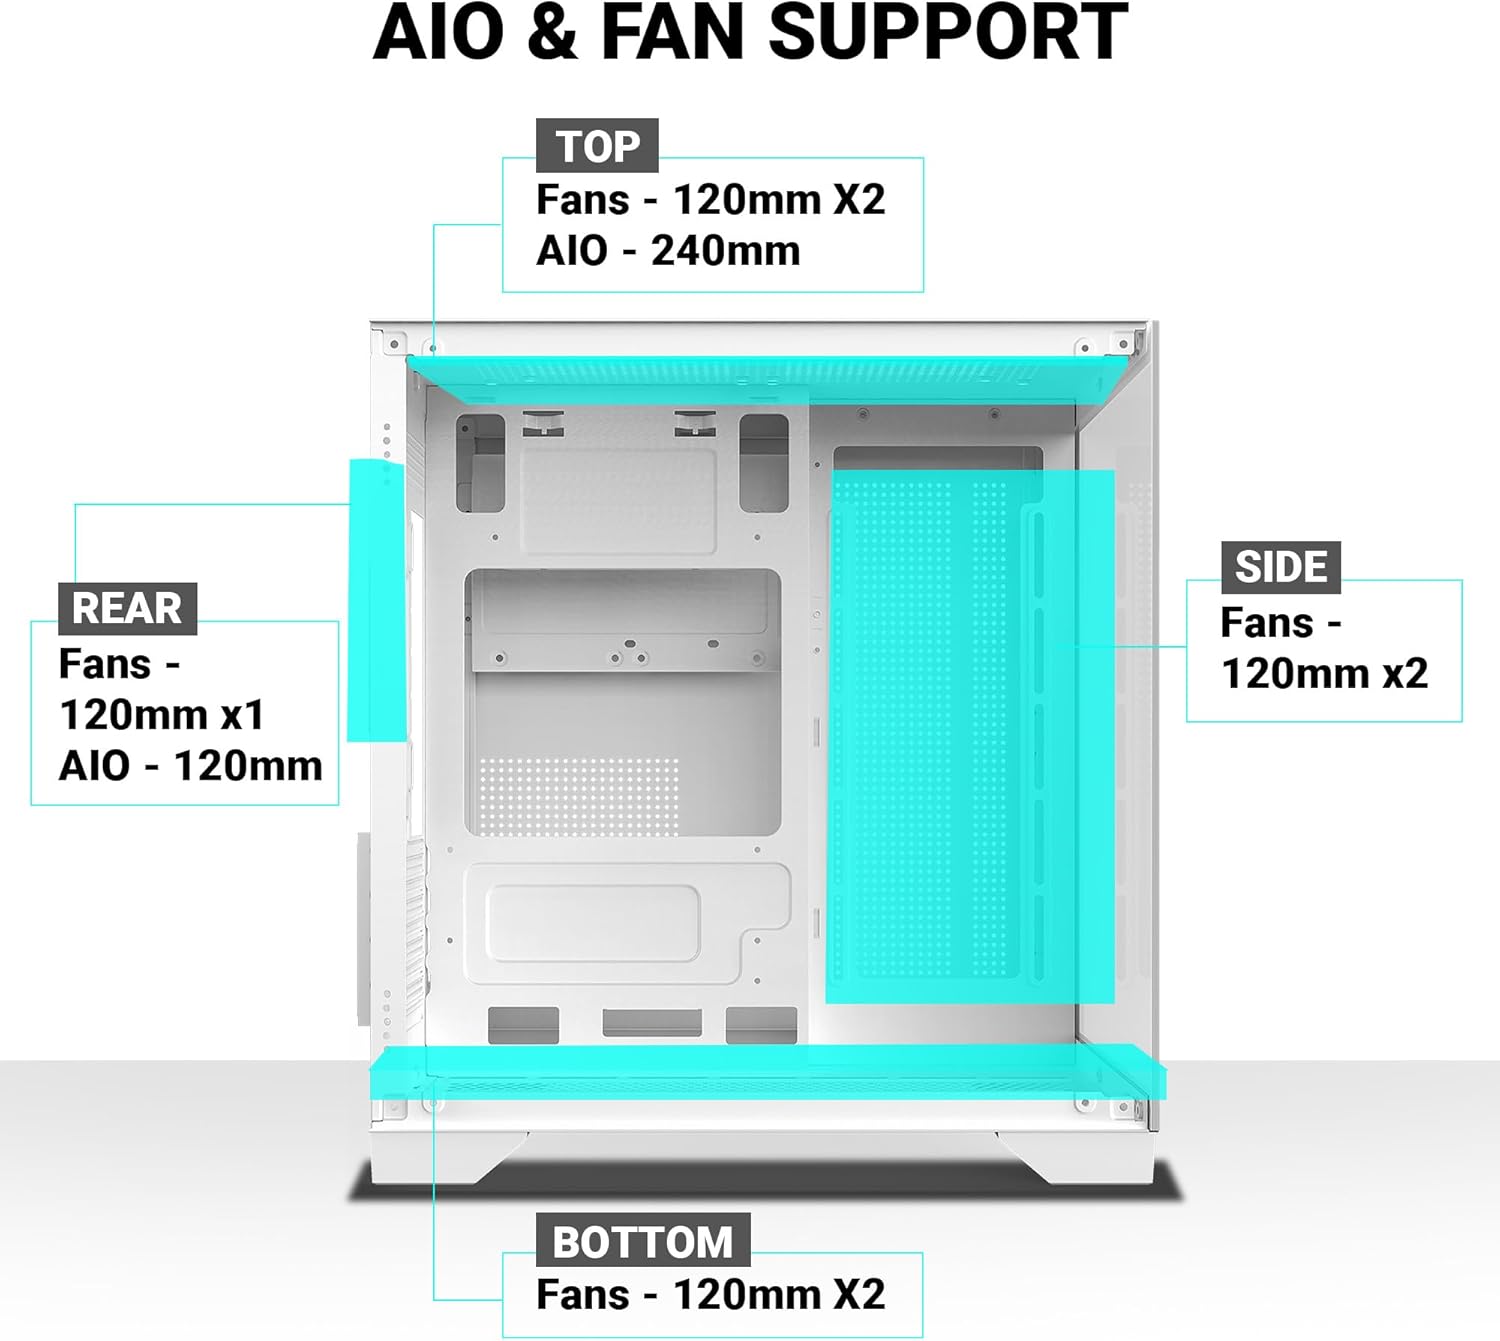 AIO & FAN SUPPORT
TOP
Fans - 120mm X2
AIO - 240mm
REAR
Fans -
120mm x1
AIO - 120mm
SIDE
Fans -
120mm x2
BOTTOM
Fans - 120mm X2